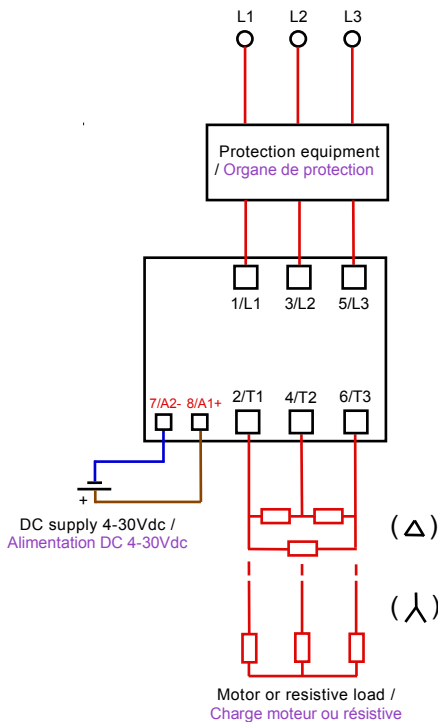 L1 L2 L3
Protection equipment
/ Organe de protection
1/L1 3/L2 5/L3
7/A2- 8/A1+ 2/T1 4/T2 6/T3
+
DC supply 4-30Vdc /
Alimentation DC 4-30Vdc
Motor or resistive load /
Charge moteur ou résistive